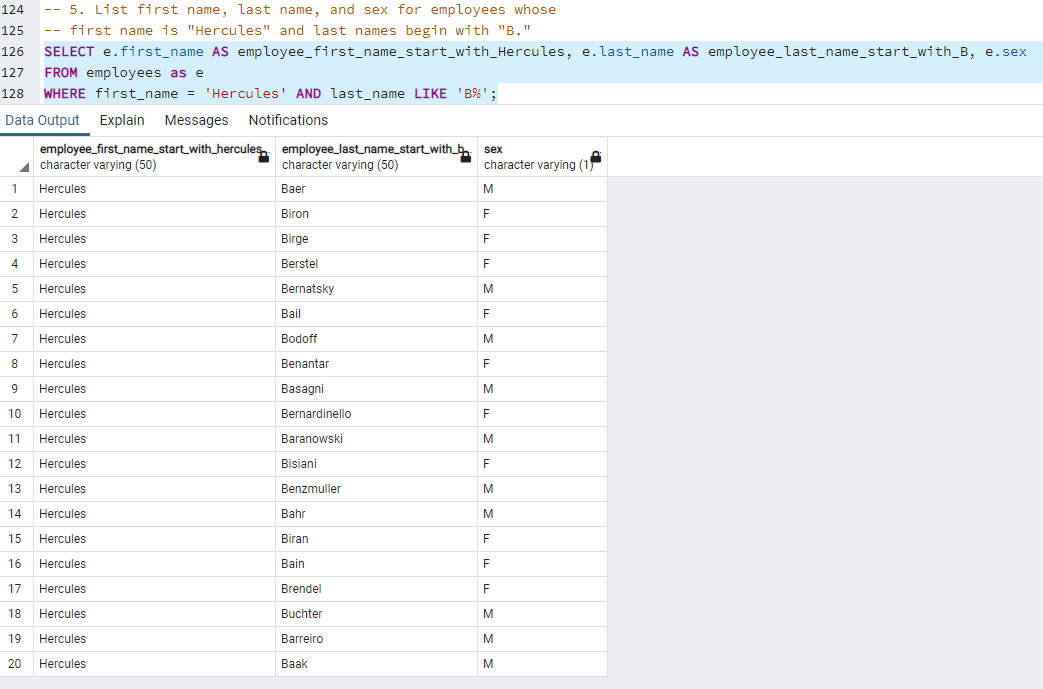 124 -- 5. List first name, last name, and sex for employees whose
125 -- first name is "Hercules" and last names begin with "B."
126 SELECT e.first_name AS employee_first_name_start_with_Hercules, e.last_name AS employee_last_name_start_with_B, e.sex
127 FROM employees as e
128 WHERE first_name = 'Hercules' AND last_name LIKE 'B%';
Data Output Explain Messages Notifications
employee_first_name_start_with_hercules employee_last_name_start_with_b sex
character varying (50) character varying (50) character varying (1)
1 Hercules Baer M
2 Hercules Biron F
3 Hercules Birge F
4 Hercules Berstel F
5 Hercules Bernatsky M
6 Hercules Bail F
7 Hercules Bodoff M
8 Hercules Benantar F
9 Hercules Basagni M
10 Hercules Bernardinello F
11 Hercules Baranowski M
12 Hercules Bisiani F
13 Hercules Benzmuller M
14 Hercules Bahr M
15 Hercules Biran F
16 Hercules Bain F
17 Hercules Brendel F
18 Hercules Buchter M
19 Hercules Barreiro M
20 Hercules Baak M